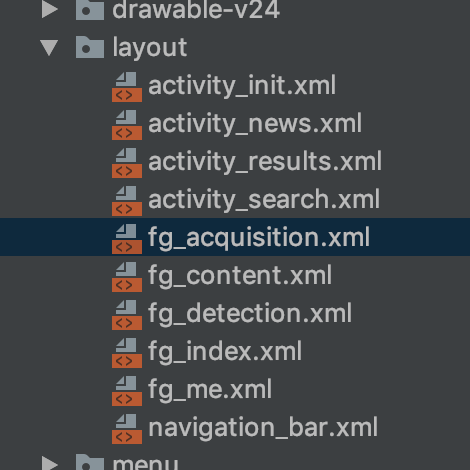 drawable-v24
layout
activity_init.xml
activity_news.xml
activity_results.xml
activity_search.xml
fg_acquisition.xml
fg_content.xml
fg_detection.xml
fg_index.xml
fg_me.xml
navigation_bar.xml
menu